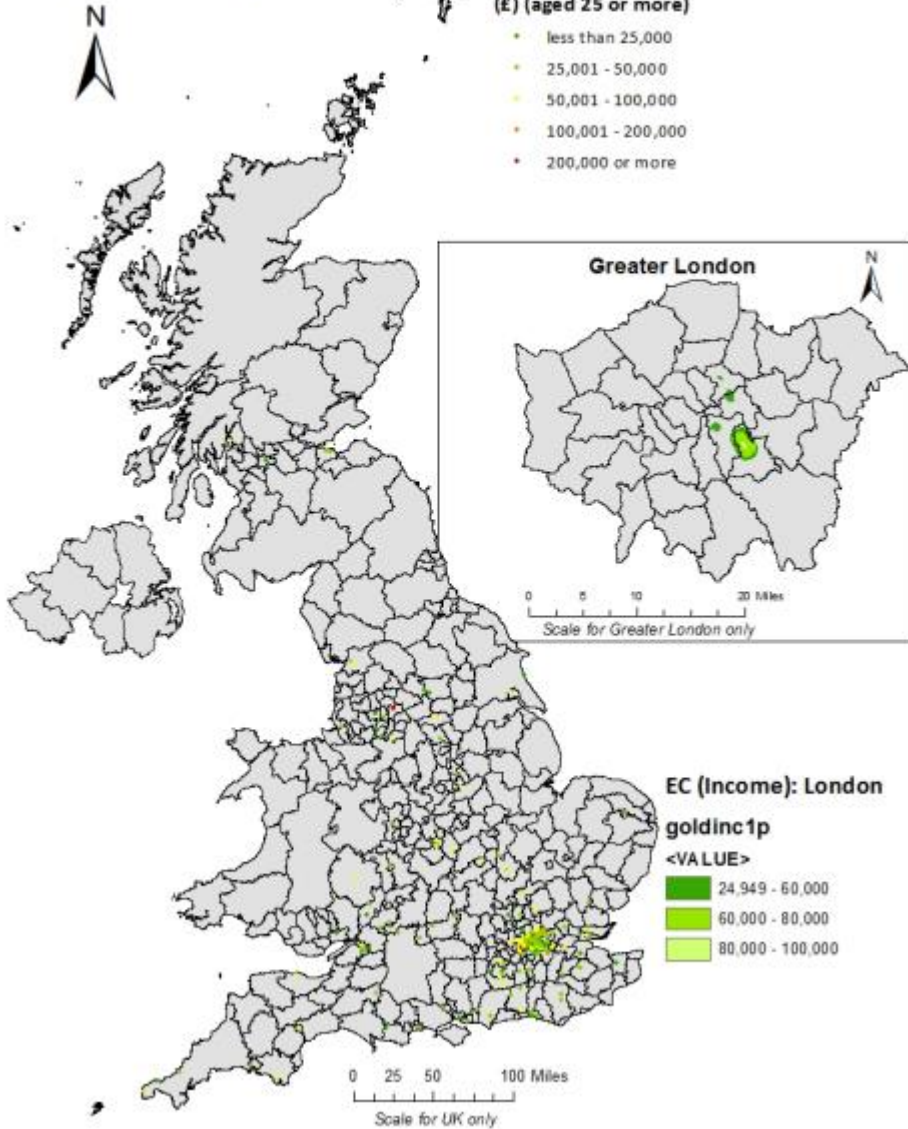 N
(£) (aged 25 or more)
less than 25,000
25,001 - 50,000
50,001 - 100,000
100,001 - 200,000
200,000 or more
Greater London
N
0 5 10 20 Miles
Scale for Greater London only
EC (Income): London
goldinc1p
<VALUE>
24,949 - 60,000
60,000 - 80,000
80,000 - 100,000
0 25 50 100 Miles
Scale for UK only